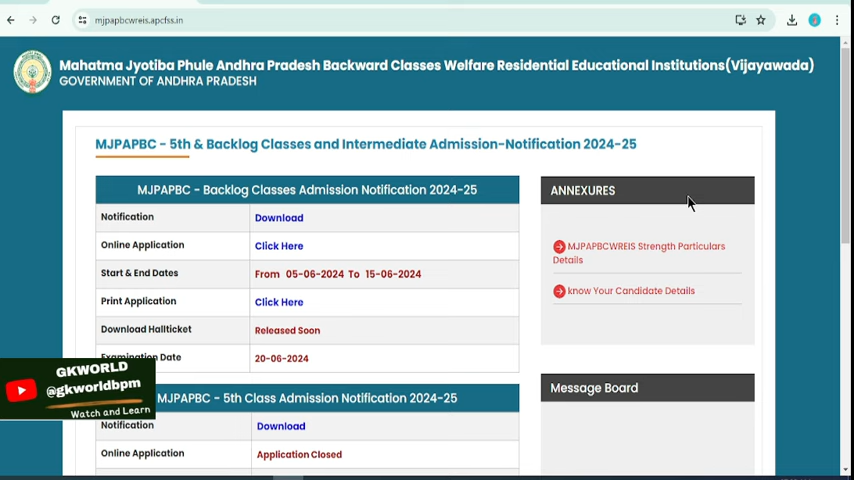 mjpapbcwreis.apcfss.in
Mahatma Jyotiba Phule Andhra Pradesh Backward Classes Welfare Residential Educational Institutions(Vijayawada)
GOVERNMENT OF ANDHRA PRADESH
MJPAPBC - 5th & Backlog Classes and Intermediate Admission-Notification 2024-25
MJPAPBC - Backlog Classes Admission Notification 2024-25
Notification Download
Online Application Click Here
Start & End Dates From 05-06-2024 To 15-06-2024
Print Application Click Here
Download Hallticket Released Soon
Examination Date 20-06-2024
MJPAPBC - 5th Class Admission Notification 2024-25
Notification Download
Online Application Application Closed
ANNEXURES
MJPAPBCWREIS Strength Particulars
Details
know Your Candidate Details
Message Board
GKWORLD
@gkworldbpm
Watch and Learn